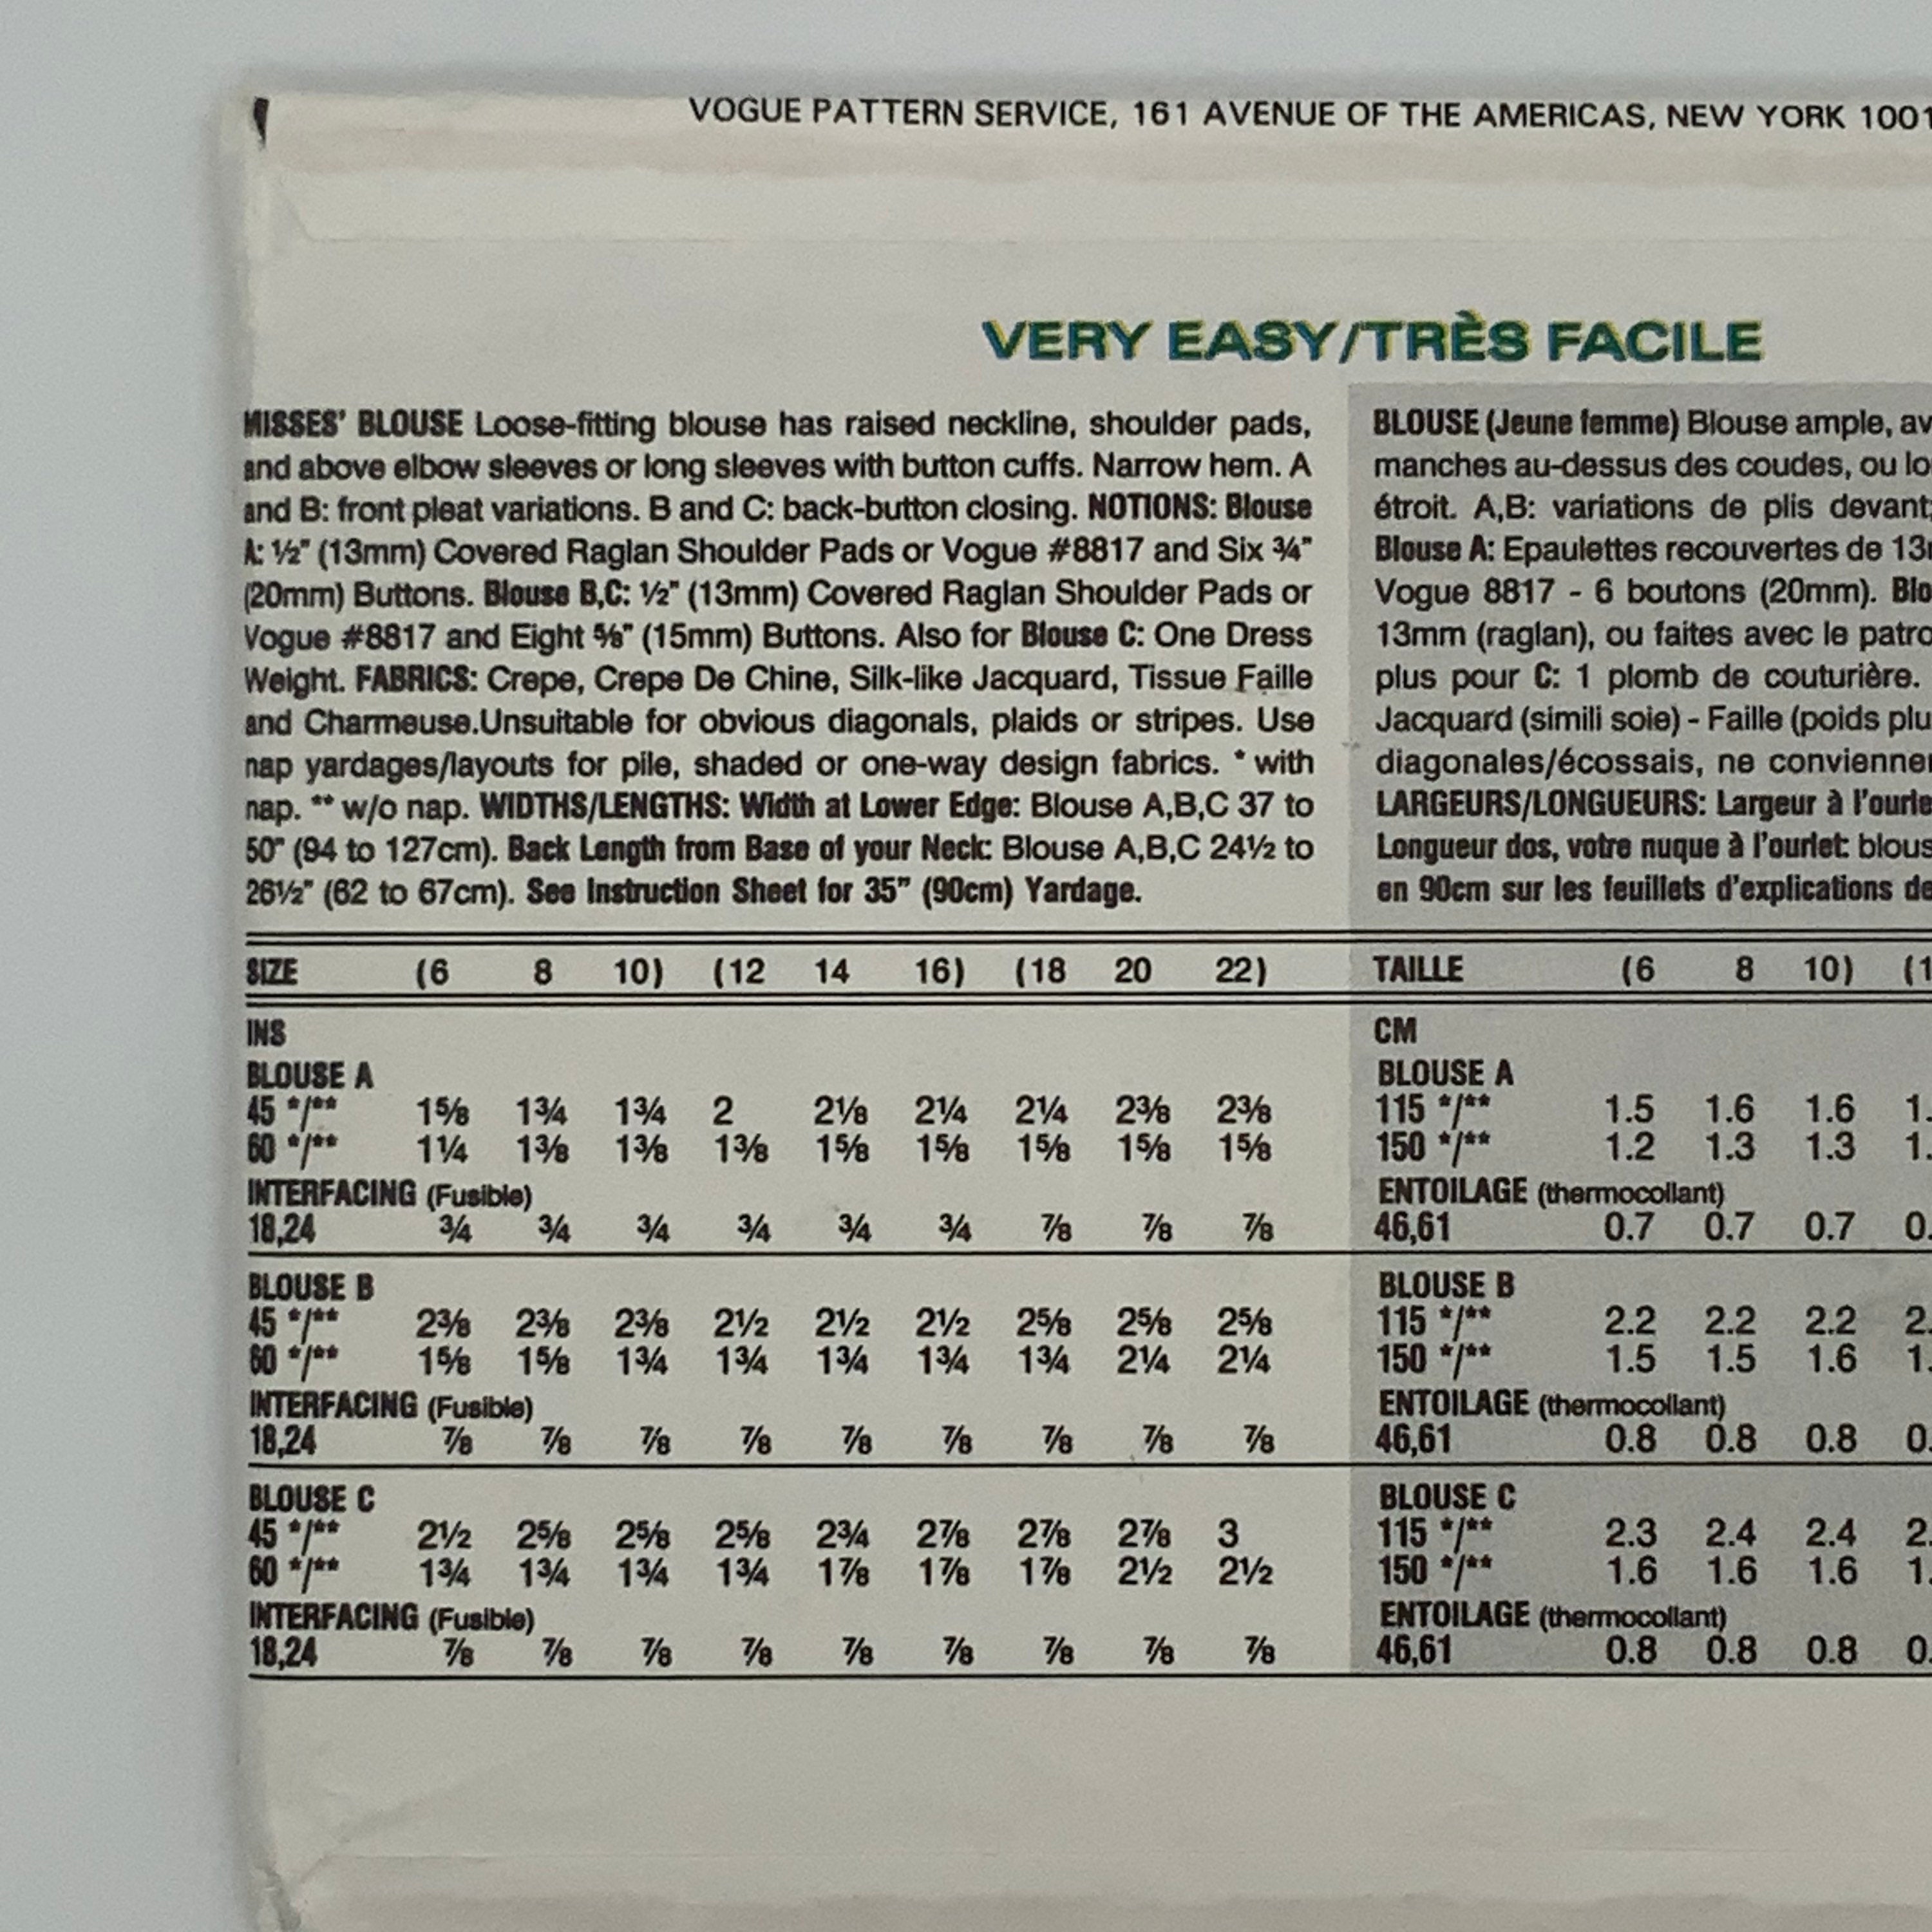 VOGUE PATTERN SERVICE, 161 AVENUE OF THE AMERICAS, NEW YORK 1001
VERY EASY/TRÈS FACILE
MISSES' BLOUSE Loose-fitting blouse has raised neckline, shoulder pads,
and above elbow sleeves or long sleeves with button cuffs. Narrow hem. A
and B: front pleat variations. B and C: back-button closing. NOTIONS: Blouse
A: ½" (13mm) Covered Raglan Shoulder Pads or Vogue #8817 and Six ¾"
(20mm) Buttons. Blouse B,C: ½" (13mm) Covered Raglan Shoulder Pads or
Vogue #8817 and Eight ⅝" (15mm) Buttons. Also for Blouse C: One Dress
Weight. FABRICS: Crepe, Crepe De Chine, Silk-like Jacquard, Tissue Faille
and Charmeuse.Unsuitable for obvious diagonals, plaids or stripes. Use
nap yardages/layouts for pile, shaded or one-way design fabrics. * with
nap. ** w/o nap. WIDTHS/LENGTHS: Width at Lower Edge: Blouse A,B,C 37 to
50" (94 to 127cm). Back Length from Base of your Neck: Blouse A,B,C 24½ to
26½" (62 to 67cm). See Instruction Sheet for 35" (90cm) Yardage.
SIZE (6 8 10) (12 14 16) (18 20 22)
INS
BLOUSE A
45 */** 1⅝ 1¾ 1¾ 2 2⅛ 2¼ 2¼ 2⅜ 2⅜
60 */** 1¼ 1⅜ 1⅜ 1⅜ 1⅝ 1⅝ 1⅝ 1⅝ 1⅝
INTERFACING (Fusible)
18,24 ¾ ¾ ¾ ¾ ¾ ¾ ⅞ ⅞ ⅞
BLOUSE B
45 */** 2⅜ 2⅜ 2⅜ 2½ 2½ 2½ 2⅝ 2⅝ 2⅝
60 */** 1⅝ 1⅝ 1¾ 1¾ 1¾ 1¾ 1¾ 2¼ 2¼
INTERFACING (Fusible)
18,24 ⅞ ⅞ ⅞ ⅞ ⅞ ⅞ ⅞ ⅞ ⅞
BLOUSE C
45 */** 2½ 2⅝ 2⅝ 2⅝ 2¾ 2⅞ 2⅞ 2⅞ 3
60 */** 1¾ 1¾ 1¾ 1¾ 1⅞ 1⅞ 1⅞ 2½ 2½
INTERFACING (Fusible)
18,24 ⅞ ⅞ ⅞ ⅞ ⅞ ⅞ ⅞ ⅞ ⅞
BLOUSE (Jeune femme) Blouse ample, av
manches au-dessus des coudes, ou lo
étroit. A,B: variations de plis devant;
Blouse A: Epaulettes recouvertes de 13
Vogue 8817 - 6 boutons (20mm). Blo
13mm (raglan), ou faites avec le patro
plus pour C: 1 plomb de couturière.
Jacquard (simili soie) - Faille (poids plu
diagonales/écossais, ne convienne
LARGEURS/LONGUEURS: Largeur à l'ourle
Longueur dos, votre nuque à l'ourlet: blous
en 90cm sur les feuillets d'explications de
TAILLE (6 8 10) (1
CM
BLOUSE A
115 */** 1.5 1.6 1.6 1.
150 */** 1.2 1.3 1.3 1.
ENTOILAGE (thermocollant)
46,61 0.7 0.7 0.7 0.
BLOUSE B
115 */** 2.2 2.2 2.2 2.
150 */** 1.5 1.5 1.6 1.
ENTOILAGE (thermocollant)
46,61 0.8 0.8 0.8 0.
BLOUSE C
115 */** 2.3 2.4 2.4 2.
150 */** 1.6 1.6 1.6 1.
ENTOILAGE (thermocollant)
46,61 0.8 0.8 0.8 0.